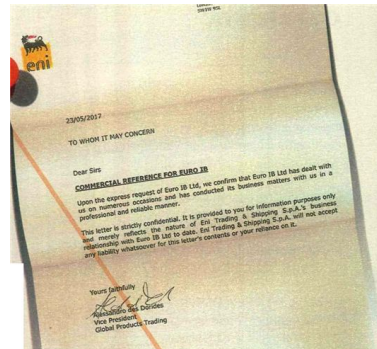 eni
23/05/2012
TO WHOM IT MAY CONCERN
Dear Sirs
COMMERCIAL REFERENCE FOR EURO IB
Upon the express request of Euro IB Ltd, we confirm that Euro IB Ltd has dealt with
us on numerous occasions and has conducted its business matters with us in a
professional and reliable manner.
This letter is strictly confidential. It is provided to you for information purposes only
and merely reflects the nature of Eni Trading & Shipping S.p.A.'s business
relationship with Euro IB Ltd to date. Eni Trading & Shipping S.p.A. will not accept
any liability whatsoever for this letter's contents or your reliance on it.
Yours faithfully
Alessandro des Dorides
Vice President
Global Products Trading